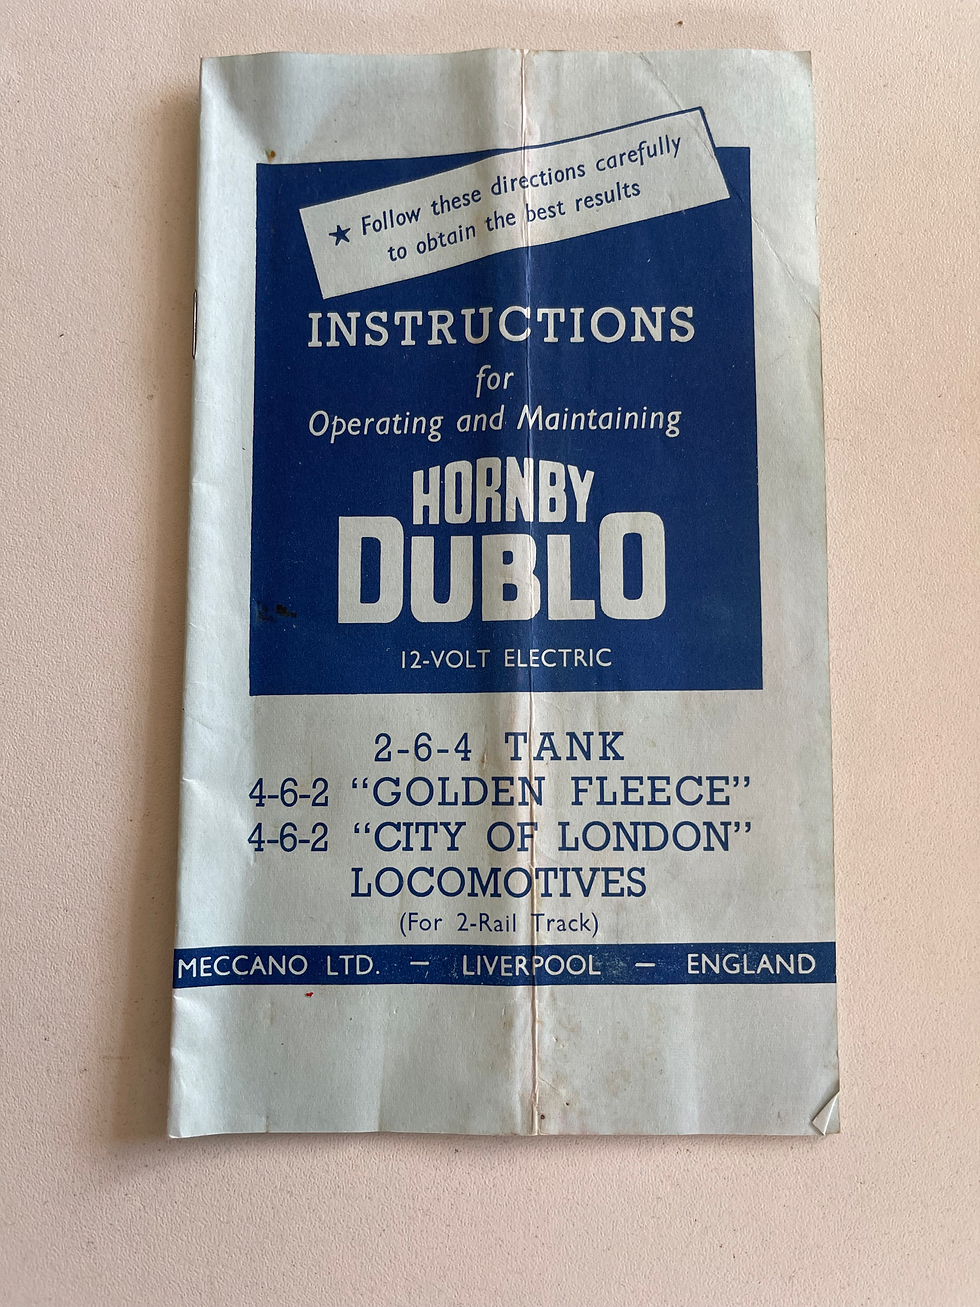 ★ Follow these directions carefully
to obtain the best results
INSTRUCTIONS
for
Operating and Maintaining
HORNBY
DUBLO
12-VOLT ELECTRIC
2-6-4 TANK
4-6-2 “GOLDEN FLEECE”
4-6-2 “CITY OF LONDON”
LOCOMOTIVES
(For 2-Rail Track)
MECCANO LTD. — LIVERPOOL — ENGLAND